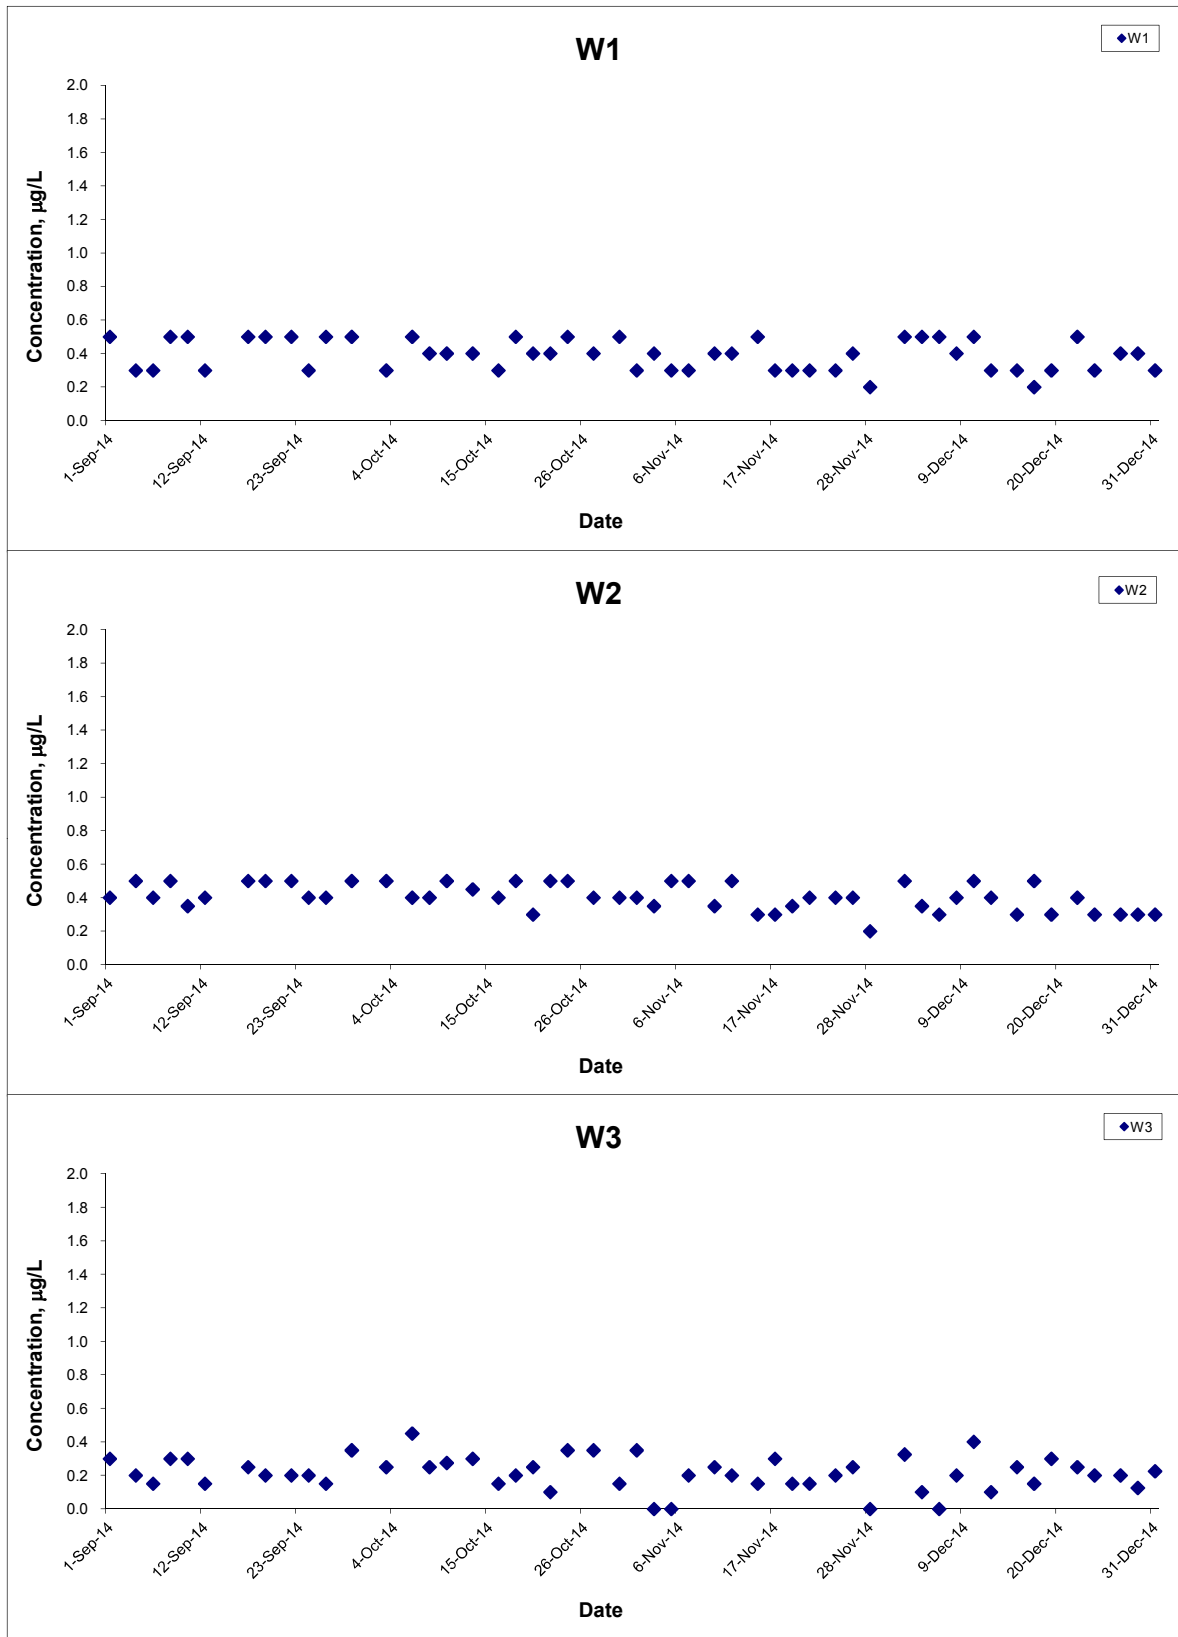 W1
W1
2.0
1.8
1.6
1.4
1.2
1.0
0.8
0.6
0.4
0.2
0.0
Concentration, µg/L
1-Sep-14
12-Sep-14
23-Sep-14
4-Oct-14
15-Oct-14
26-Oct-14
6-Nov-14
17-Nov-14
28-Nov-14
9-Dec-14
20-Dec-14
31-Dec-14
Date
W2
W2
2.0
1.8
1.6
1.4
1.2
1.0
0.8
0.6
0.4
0.2
0.0
Concentration, µg/L
1-Sep-14
12-Sep-14
23-Sep-14
4-Oct-14
15-Oct-14
26-Oct-14
6-Nov-14
17-Nov-14
28-Nov-14
9-Dec-14
20-Dec-14
31-Dec-14
Date
W3
W3
2.0
1.8
1.6
1.4
1.2
1.0
0.8
0.6
0.4
0.2
0.0
Concentration, µg/L
1-Sep-14
12-Sep-14
23-Sep-14
4-Oct-14
15-Oct-14
26-Oct-14
6-Nov-14
17-Nov-14
28-Nov-14
9-Dec-14
20-Dec-14
31-Dec-14
Date